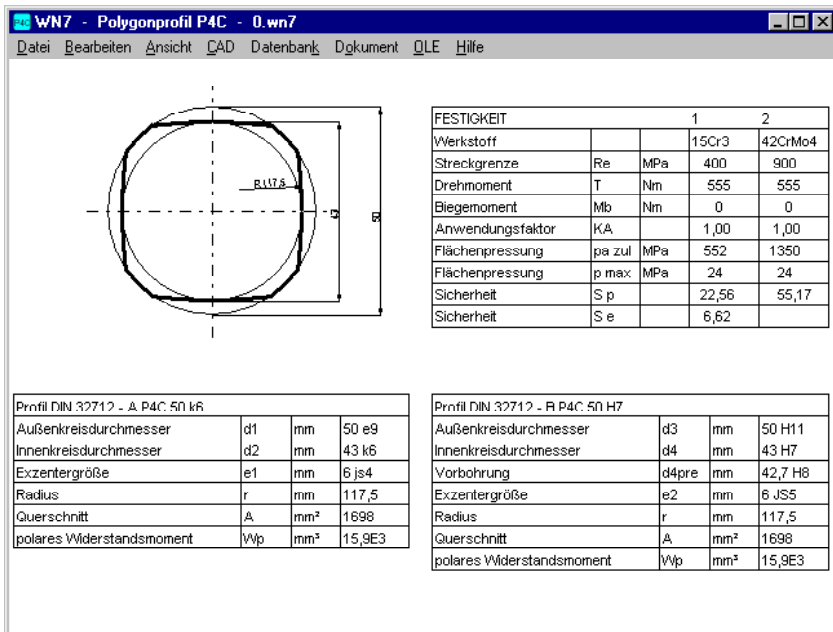 P4C WN7 - Polygonprofil P4C - 0.wn7
Datei Bearbeiten Ansicht CAD Datenbank Dokument OLE Hilfe
R117,5
43
50
FESTIGKEIT 1 2
Werkstoff 15Cr3 42CrMo4
Streckgrenze Re MPa 400 900
Drehmoment T Nm 555 555
Biegemoment Mb Nm 0 0
Anwendungsfaktor KA 1,00 1,00
Flächenpressung pa zul MPa 552 1350
Flächenpressung p max MPa 24 24
Sicherheit S p 22,56 55,17
Sicherheit S e 6,62
Profil DIN 32712 - A P4C 50 k6
Außenkreisdurchmesser d1 mm 50 e9
Innenkreisdurchmesser d2 mm 43 k6
Exzentergröße e1 mm 6 js4
Radius r mm 117,5
Querschnitt A mm² 1698
polares Widerstandsmoment Wp mm³ 15,9E3
Profil DIN 32712 - B P4C 50 H7
Außenkreisdurchmesser d3 mm 50 H11
Innenkreisdurchmesser d4 mm 43 H7
Vorbohrung d4pre mm 42,7 H8
Exzentergröße e2 mm 6 JS5
Radius r mm 117,5
Querschnitt A mm² 1698
polares Widerstandsmoment Wp mm³ 15,9E3